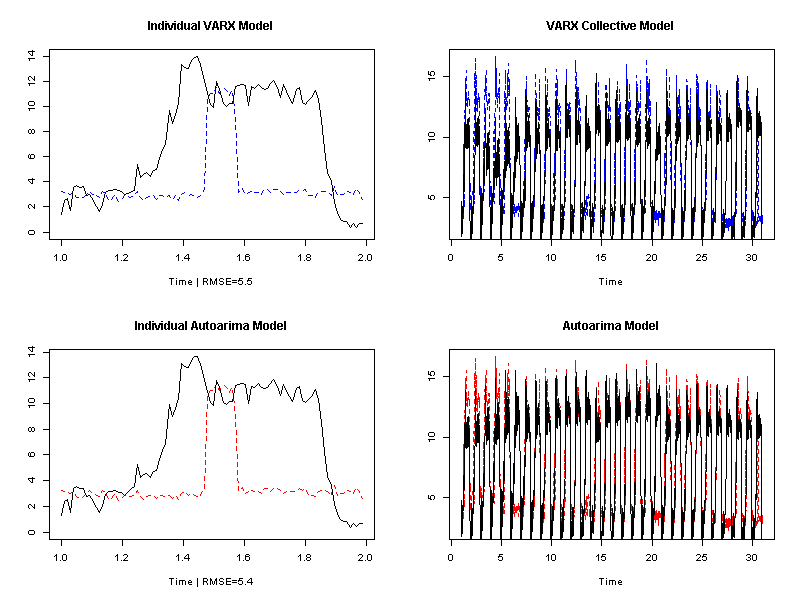 Individual VARX Model
14
12
10
8
6
4
2
0
1.0 1.2 1.4 1.6 1.8 2.0
Time | RMSE=5.5
VARX Collective Model
15
10
5
0 5 10 15 20 25 30
Time
Individual Autoarima Model
14
12
10
8
6
4
2
0
1.0 1.2 1.4 1.6 1.8 2.0
Time | RMSE=5.4
Autoarima Model
15
10
5
0 5 10 15 20 25 30
Time